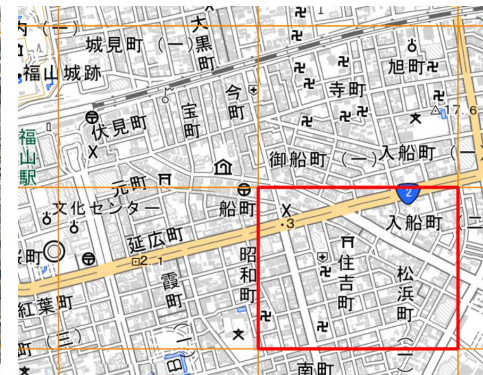 大黒町
城見町 (一)
福山城跡
旭町
寺町
今町
17.6
宝町
伏見町
福山駅
御船町 (一)
入船町 (一)
元町
2
文化センター
船町
入船町 (二)
3
延広町
昭和町
住吉町
松浜町 (一)
霞町 (一)
紅葉町
(三)
南町
町